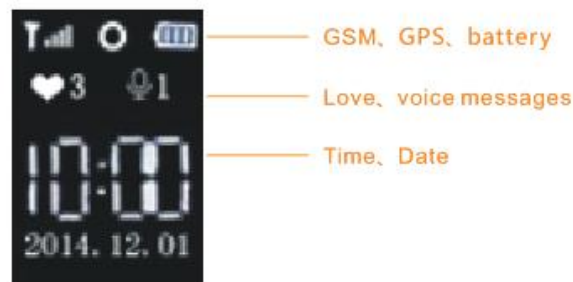 GSM、GPS、battery
3 1
Love、voice messages
10:00
Time、Date
2014.12.01